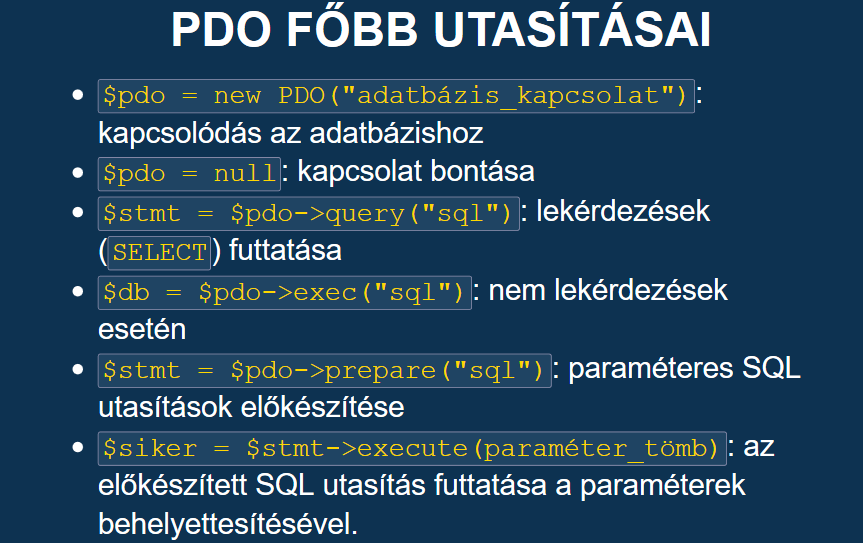 PDO FŐBB UTASÍTÁSAI
• $pdo = new PDO("adatbázis_kapcsolat"):
kapcsolódás az adatbázishoz
• $pdo = null: kapcsolat bontása
• $stmt = $pdo->query("sql"): lekérdezések
(SELECT) futtatása
• $db = $pdo->exec("sql"): nem lekérdezések
esetén
• $stmt = $pdo->prepare("sql"): paraméteres SQL
utasítások előkészítése
• $siker = $stmt->execute(paraméter_tömb): az
előkészített SQL utasítás futtatása a paraméterek
behelyettesítésével.